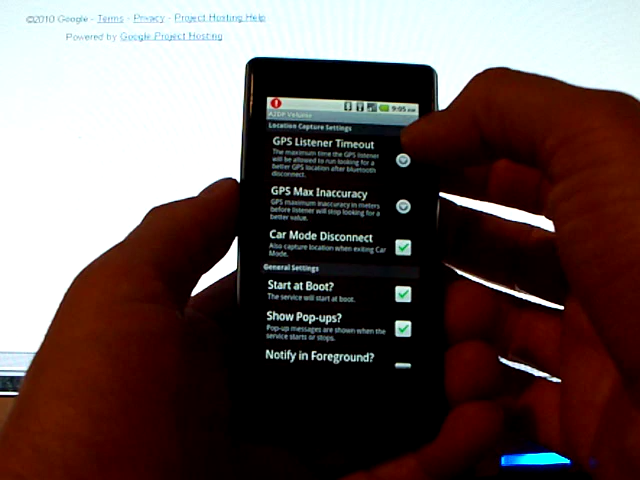 ©2010 Google - Terms - Privacy - Project Hosting Help
Powered by Google Project Hosting
9:05 AM
A2DP Volume
Location Capture Settings
GPS Listener Timeout
The maximum time the GPS listener
will be allowed to run looking for a
better GPS location after bluetooth
disconnect.
GPS Max Inaccuracy
GPS maximum inaccuracy in meters
before listener will stop looking for a
better value.
Car Mode Disconnect
Also capture location when exiting Car
Mode.
General Settings
Start at Boot?
The service will start at boot.
Show Pop-ups?
Pop-up messages are shown when the
service starts or stops.
Notify in Foreground?